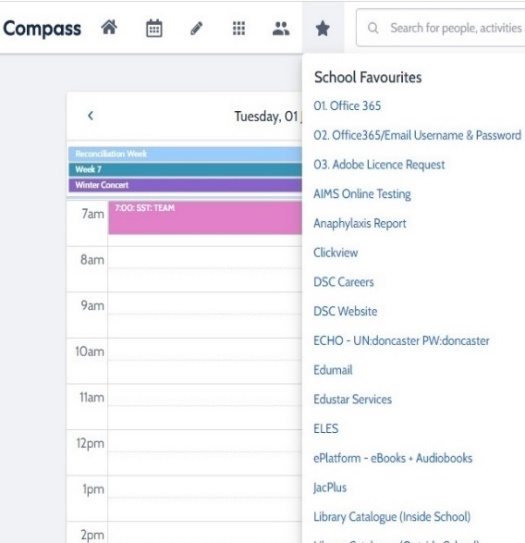 Compass
Search for people, activities
School Favourites
01. Office 365
02. Office365/Email Username & Password
03. Adobe Licence Request
AIMS Online Testing
Anaphylaxis Report
Clickview
DSC Careers
DSC Website
ECHO - UN:doncaster PW:doncaster
Edumail
Edustar Services
ELES
ePlatform - eBooks + Audiobooks
JacPlus
Library Catalogue (Inside School)
Tuesday, 01
Reconciliation Week
Week 7
Winter Concert
7am
7:00: SST: TEAM
8am
9am
10am
11am
12pm
1pm
2pm